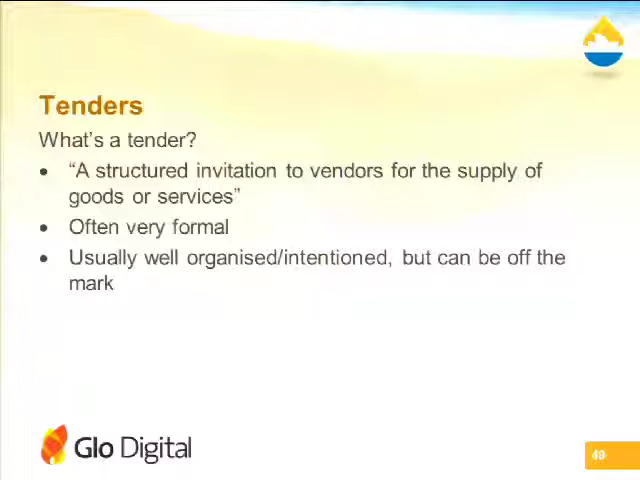 Tenders
What's a tender?
• “A structured invitation to vendors for the supply of
goods or services”
• Often very formal
• Usually well organised/intentioned, but can be off the
mark
Glo Digital
49